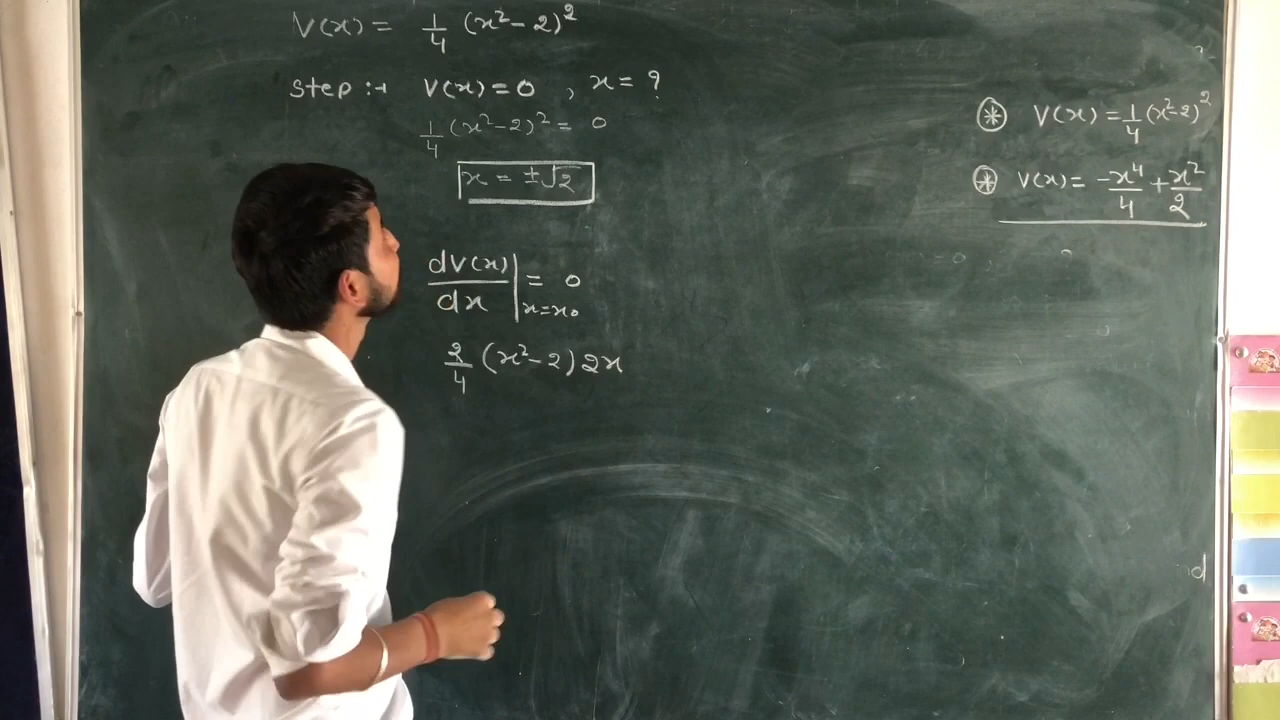 V(x) = 1/4 (x² - 2)²
Step :→ V(x) = 0 , x = ?
1/4 (x² - 2)² = 0
x = ±√2
dV(x)/dx | x=x₀ = 0
2/4 (x² - 2) 2x
⊛ V(x) = 1/4 (x² - 2)²
⊛ V(x) = -x⁴/4 + x²/2